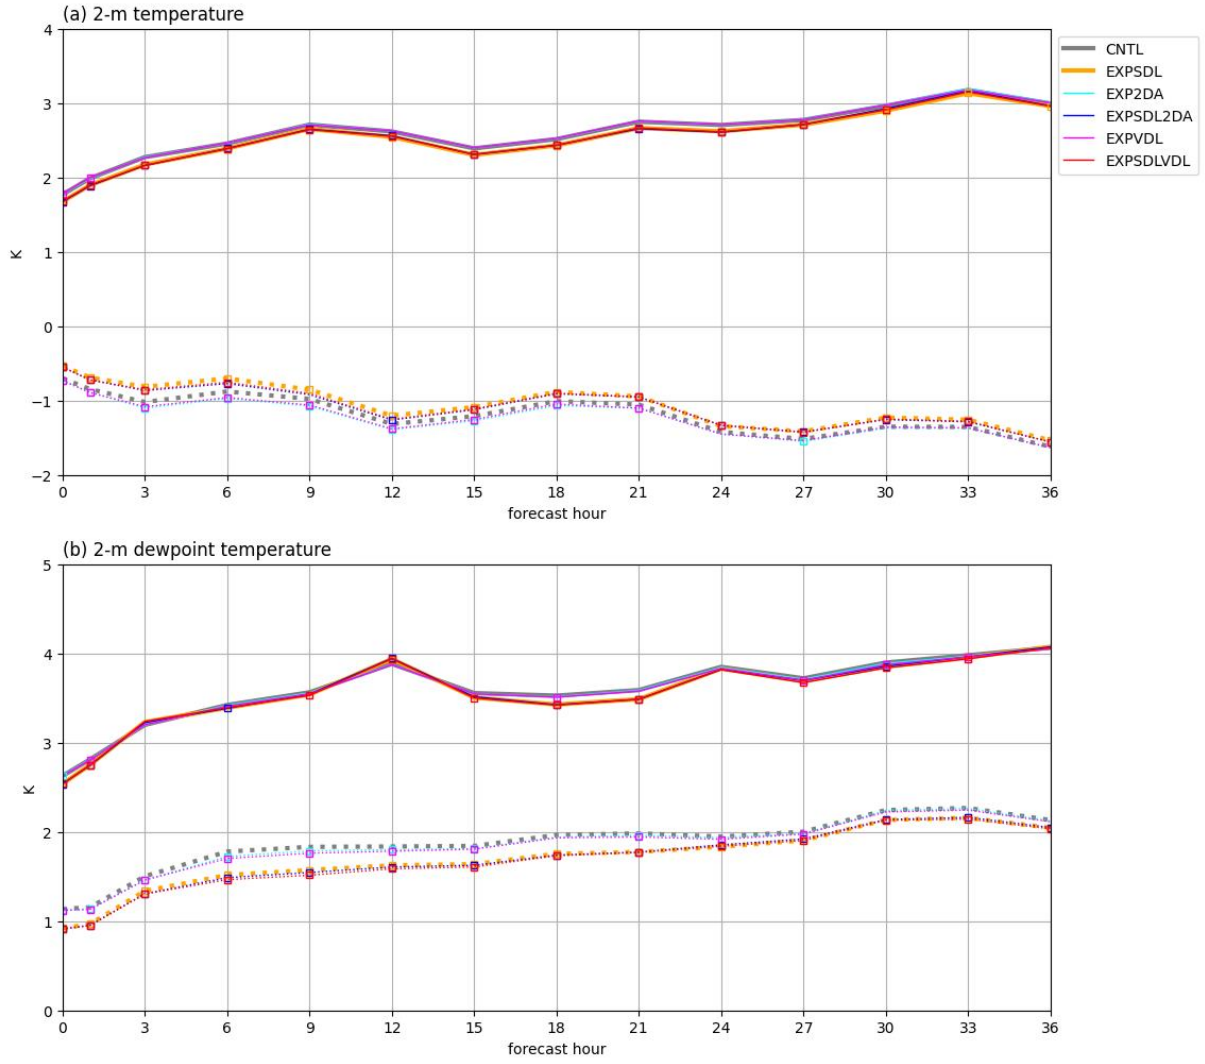 (a) 2-m temperature
4
3
2
1
0
−1
−2
K
0 3 6 9 12 15 18 21 24 27 30 33 36
forecast hour
CNTL
EXPSDL
EXP2DA
EXPSDL2DA
EXPVDL
EXPSDLVDL
(b) 2-m dewpoint temperature
5
4
3
2
1
0
K
0 3 6 9 12 15 18 21 24 27 30 33 36
forecast hour